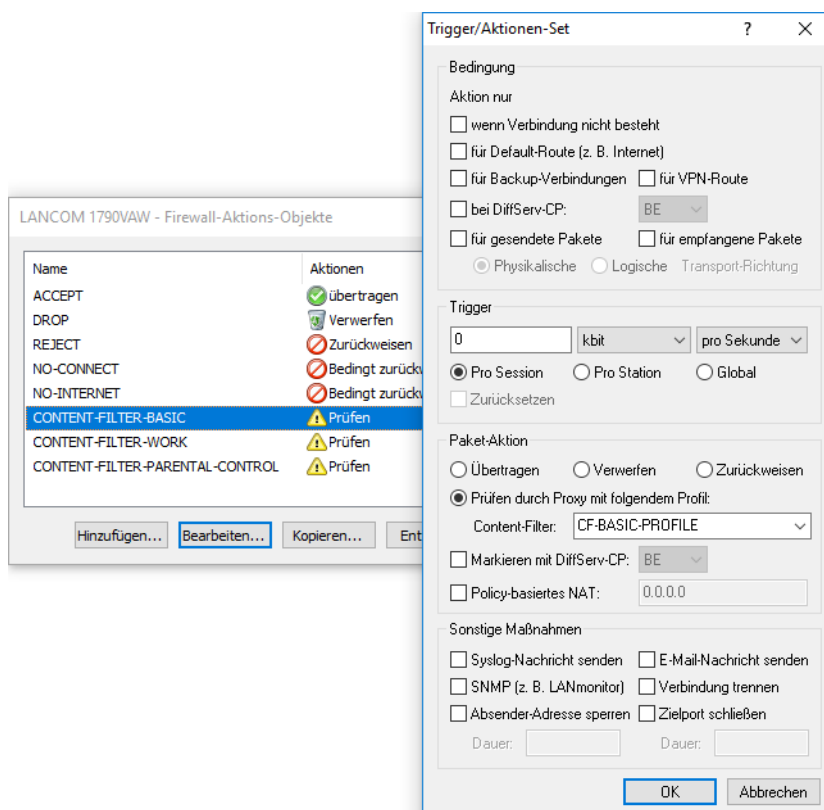 LANCOM 1790VAW - Firewall-Aktions-Objekte
Name Aktionen
ACCEPT übertragen
DROP Verwerfen
REJECT Zurückweisen
NO-CONNECT Bedingt
NO-INTERNET Bedingt
CONTENT-FILTER-BASIC Prüfen
CONTENT-FILTER-WORK Prüfen
CONTENT-FILTER-PARENTAL-CONTROL Prüfen
Hinzufügen... Bearbeiten... Kopieren...
Trigger/Aktionen-Set ?
Bedingung
Aktion nur
wenn Verbindung nicht besteht
für Default-Route (z. B. Internet)
für Backup-Verbindungen für VPN-Route
bei DiffServ-CP: BE
für gesendete Pakete für empfangene Pakete
Physikalische Logische Transport-Richtung
Trigger
0 kbit pro Sekunde
Pro Session Pro Station Global
Zurücksetzen
Paket-Aktion
Übertragen Verwerfen Zurückweisen
Prüfen durch Proxy mit folgendem Profil:
Content-Filter: CF-BASIC-PROFILE
Markieren mit DiffServ-CP: BE
Policy-basiertes NAT: 0.0.0.0
Sonstige Maßnahmen
Syslog-Nachricht senden E-Mail-Nachricht senden
SNMP (z. B. LANmonitor) Verbindung trennen
Absender-Adresse sperren Zielport schließen
Dauer: Dauer:
OK Abbrechen